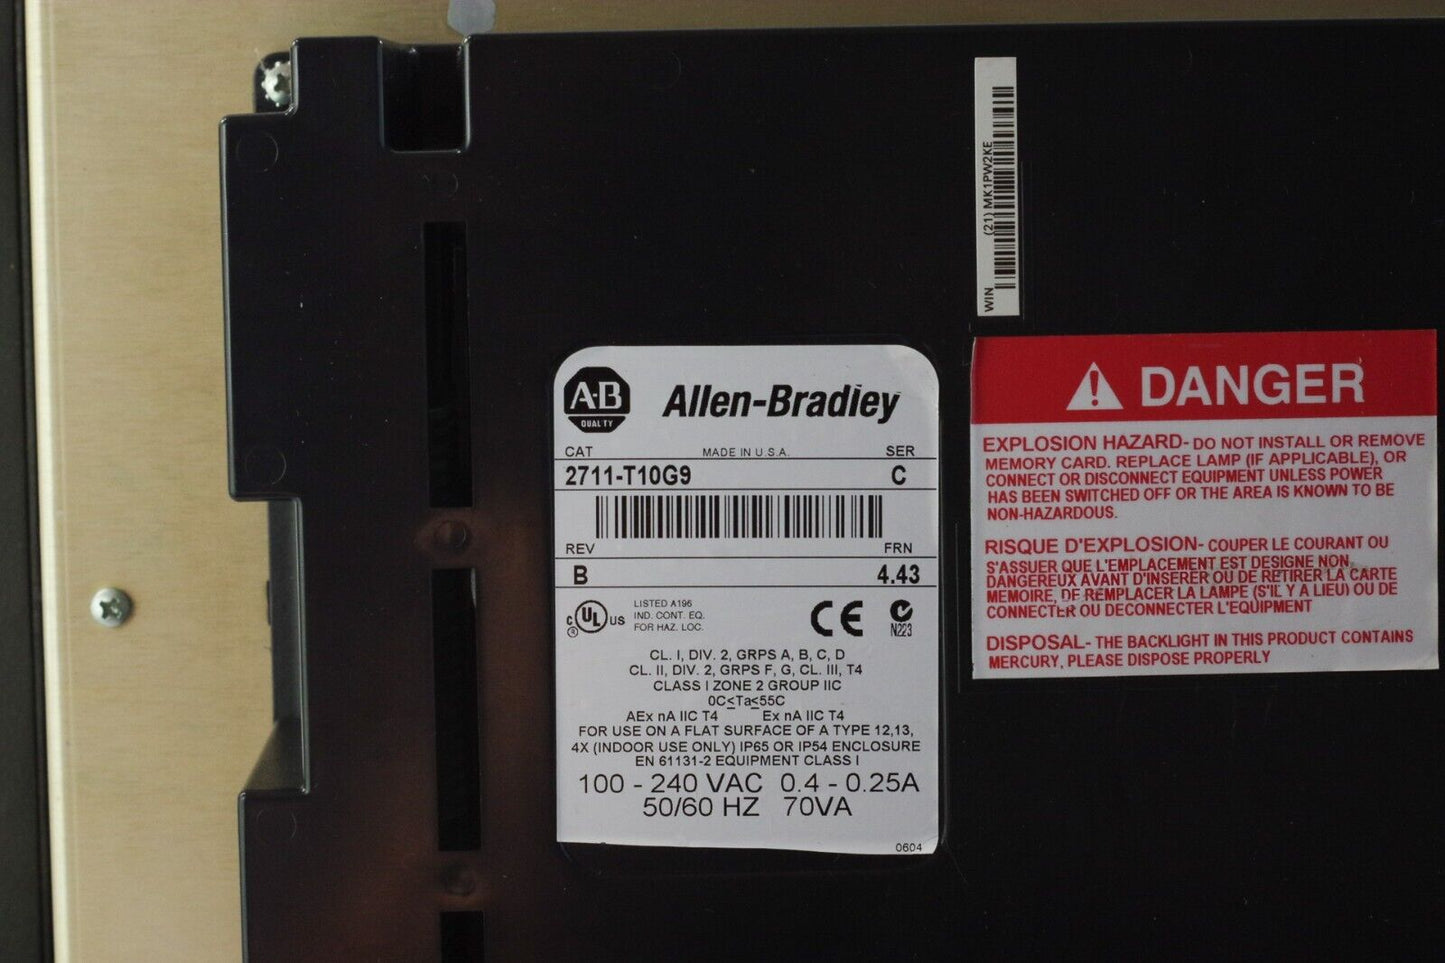 WIN (21) MK1PW2KE
A-B
QUALTY
Allen-Bradley
CAT MADE IN U.S.A. SER
2711-T10G9 C
REV FRN
B 4.43
c UL US
®
LISTED A196
IND. CONT. EQ.
FOR HAZ. LOC.
CE
N223
CL. I, DIV. 2, GRPS A, B, C, D
CL. II, DIV. 2, GRPS F, G, CL. III, T4
CLASS I ZONE 2 GROUP IIC
0C≤Ta≤55C
AEx nA IIC T4 Ex nA IIC T4
FOR USE ON A FLAT SURFACE OF A TYPE 12,13,
4X (INDOOR USE ONLY) IP65 OR IP54 ENCLOSURE
EN 61131-2 EQUIPMENT CLASS I
100 - 240 VAC 0.4 - 0.25A
50/60 HZ 70VA
0604
DANGER
EXPLOSION HAZARD- DO NOT INSTALL OR REMOVE
MEMORY CARD. REPLACE LAMP (IF APPLICABLE), OR
CONNECT OR DISCONNECT EQUIPMENT UNLESS POWER
HAS BEEN SWITCHED OFF OR THE AREA IS KNOWN TO BE
NON-HAZARDOUS.
RISQUE D'EXPLOSION- COUPER LE COURANT OU
S'ASSUER QUE L'EMPLACEMENT EST DESIGNE NON
DANGEREUX AVANT D'INSERER OU DE RETIRER LA CARTE
MEMOIRE, DE REMPLACER LA LAMPE (S'IL Y A LIEU) OU DE
CONNECTER OU DECONNECTER L'EQUIPMENT
DISPOSAL- THE BACKLIGHT IN THIS PRODUCT CONTAINS
MERCURY, PLEASE DISPOSE PROPERLY